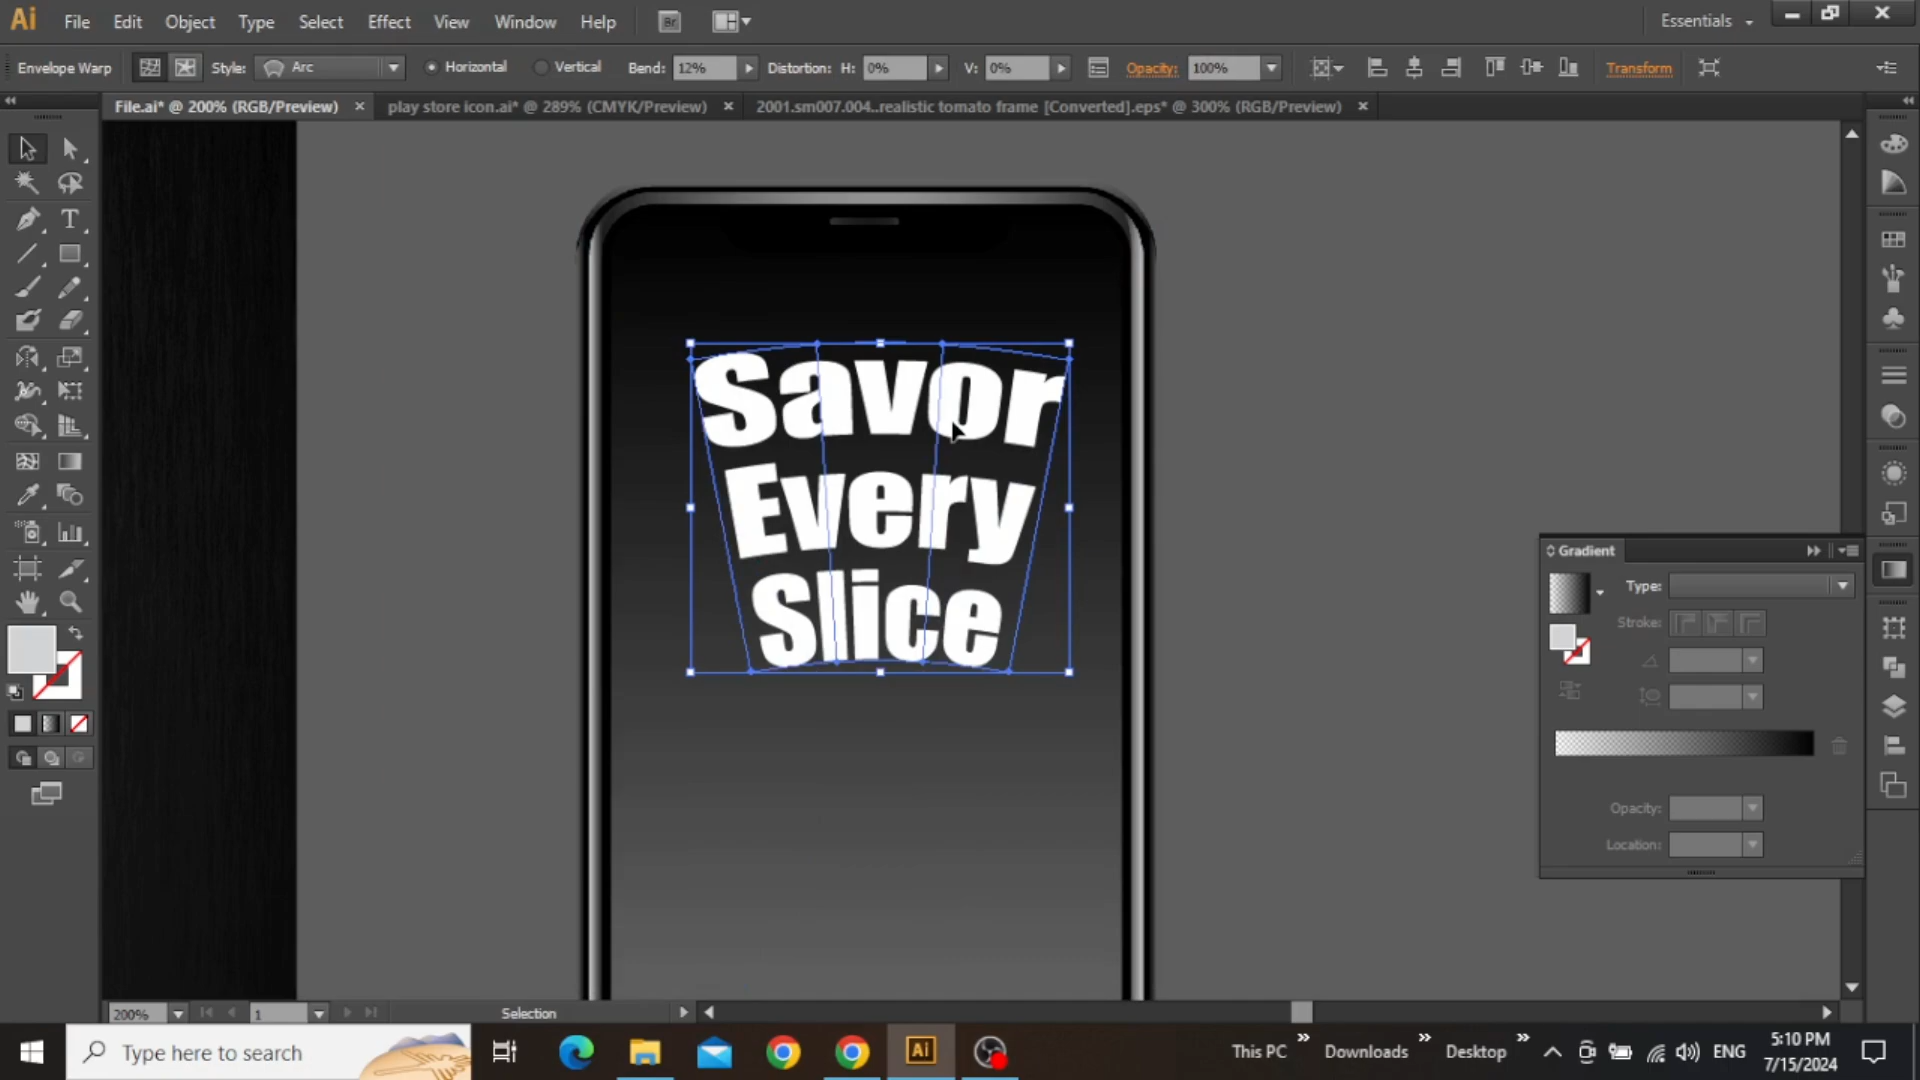 Ai File Edit Object Type Select Effect View Window Help Br Essentials
Envelope Warp Style: Arc Horizontal Vertical Bend: 12% Distortion: H: 0% V: 0% Opacity: 100% Transform
File.ai* @ 200% (RGB/Preview) × play store icon.ai* @ 289% (CMYK/Preview) × 2001.sm007.004..realistic tomato frame [Converted].eps* @ 300% (RGB/Preview) ×
Savor
Every
Slice
Gradient
Type:
Stroke:
Opacity:
Location:
200% 1 Selection
Type here to search
Ai
This PC » Downloads » Desktop » ENG
5:10 PM
7/15/2024